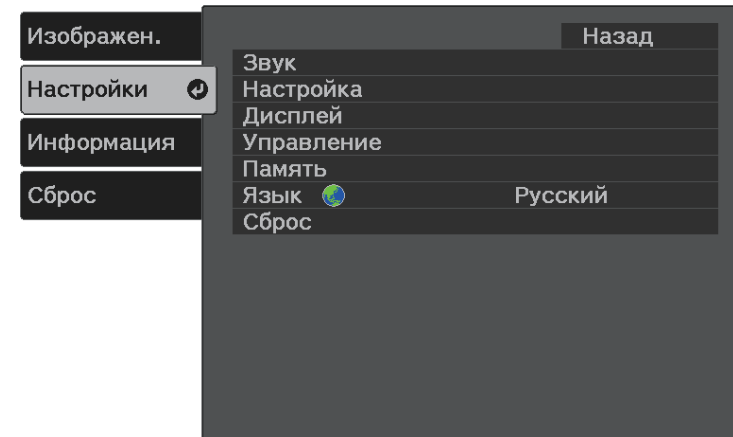 Изображен.
Настройки
Информация
Сброс
Назад
Звук
Настройка
Дисплей
Управление
Память
Язык Русский
Сброс